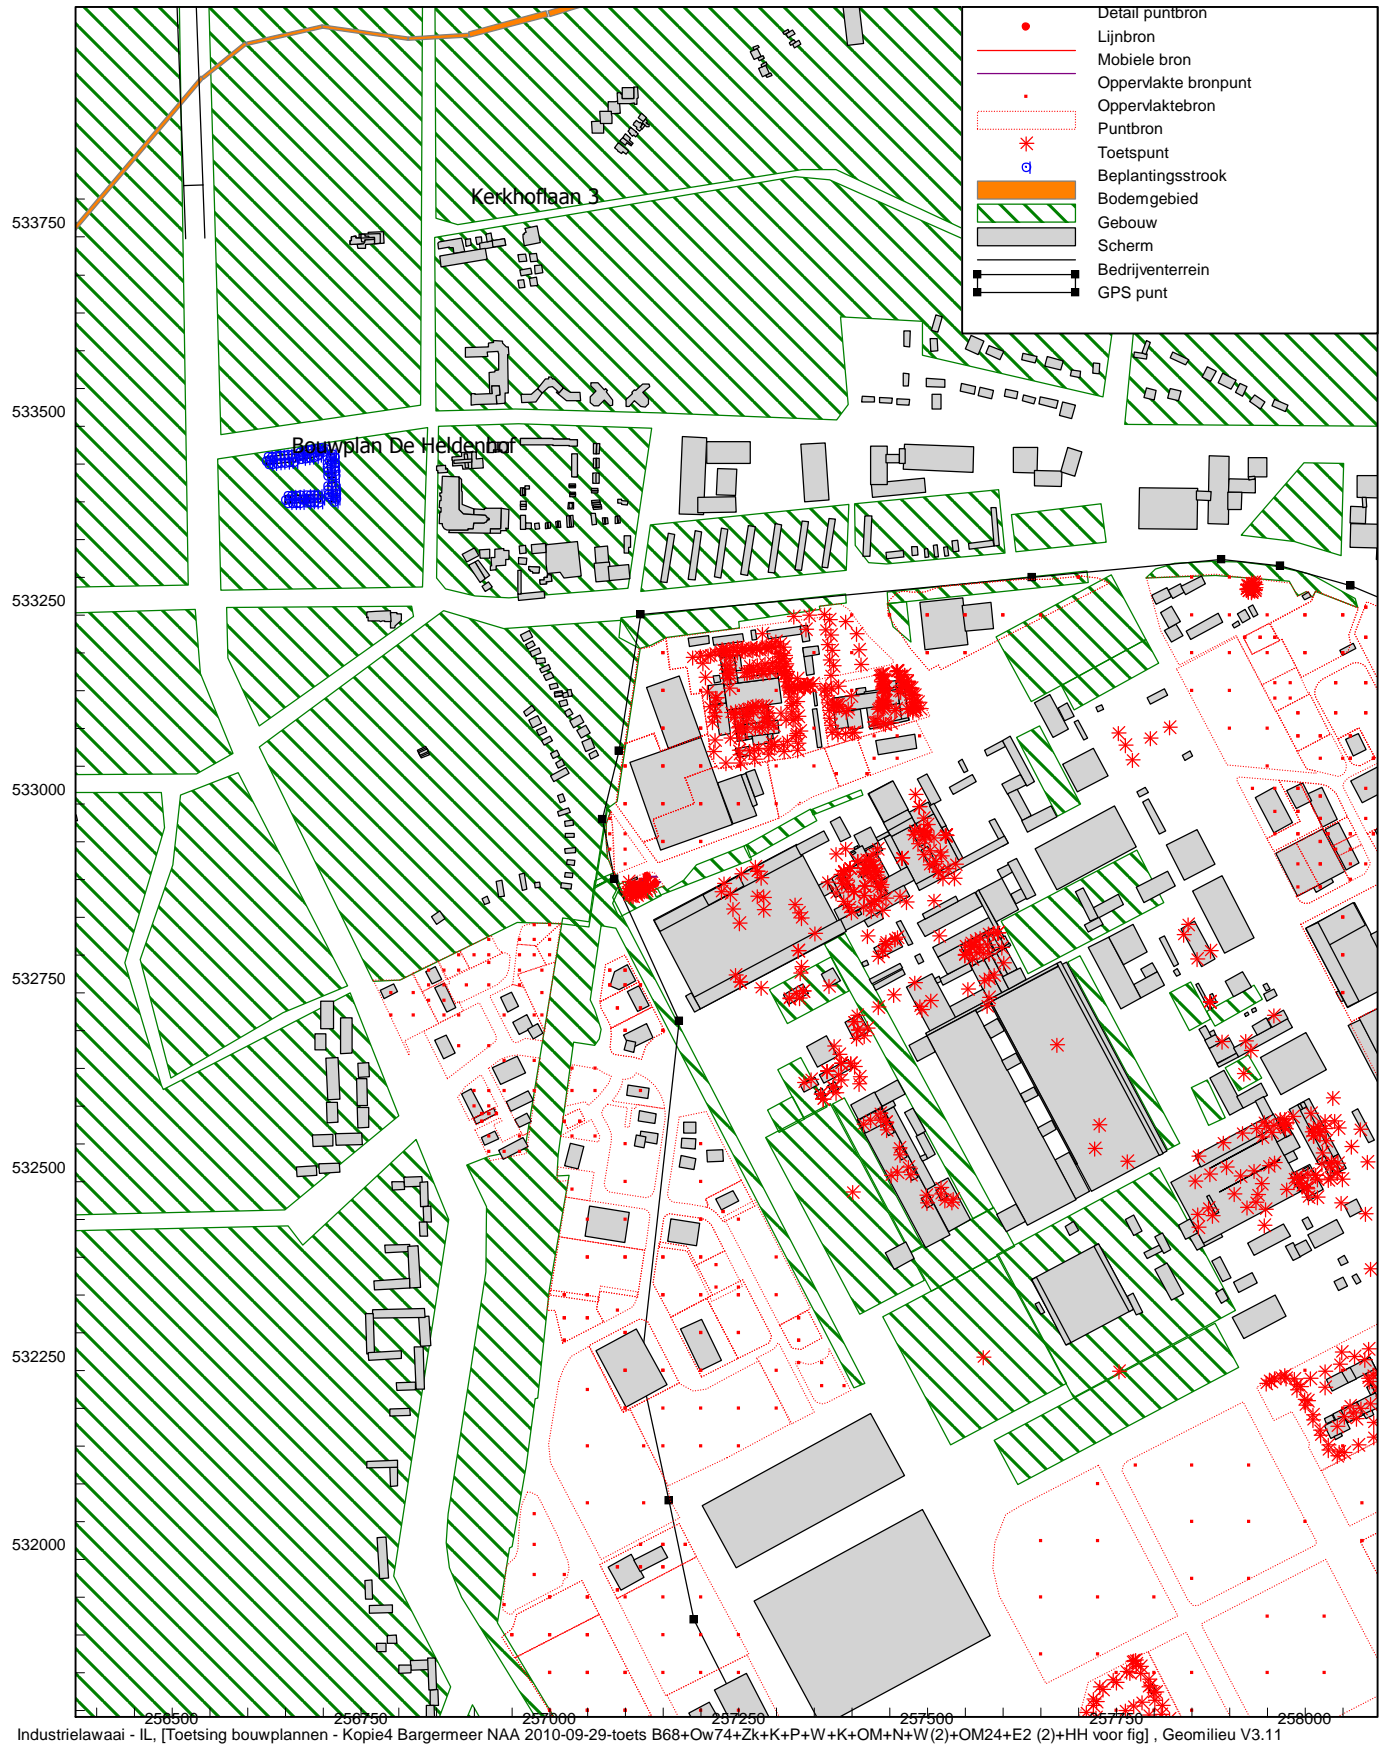 Detail puntbron
Lijnbron
Mobiele bron
Oppervlakte bronpunt
Oppervlaktebron
Puntbron
Toetspunt
Beplantingsstrook
Bodemgebied
Gebouw
Scherm
Bedrijventerrein
GPS punt
Kerkhoflaan 3
Bouwplan De Heldenhof
533750
533500
533250
533000
532750
532500
532250
532000
256500 256750 257000 257250 257500 257750 258000
Industrielawaai - IL, [Toetsing bouwplannen - Kopie4 Bargermeer NAA 2010-09-29-toets B68+Ow74+Zk+K+P+W+K+OM+N+W(2)+OM24+E2 (2)+HH voor fig] , Geomilieu V3.11